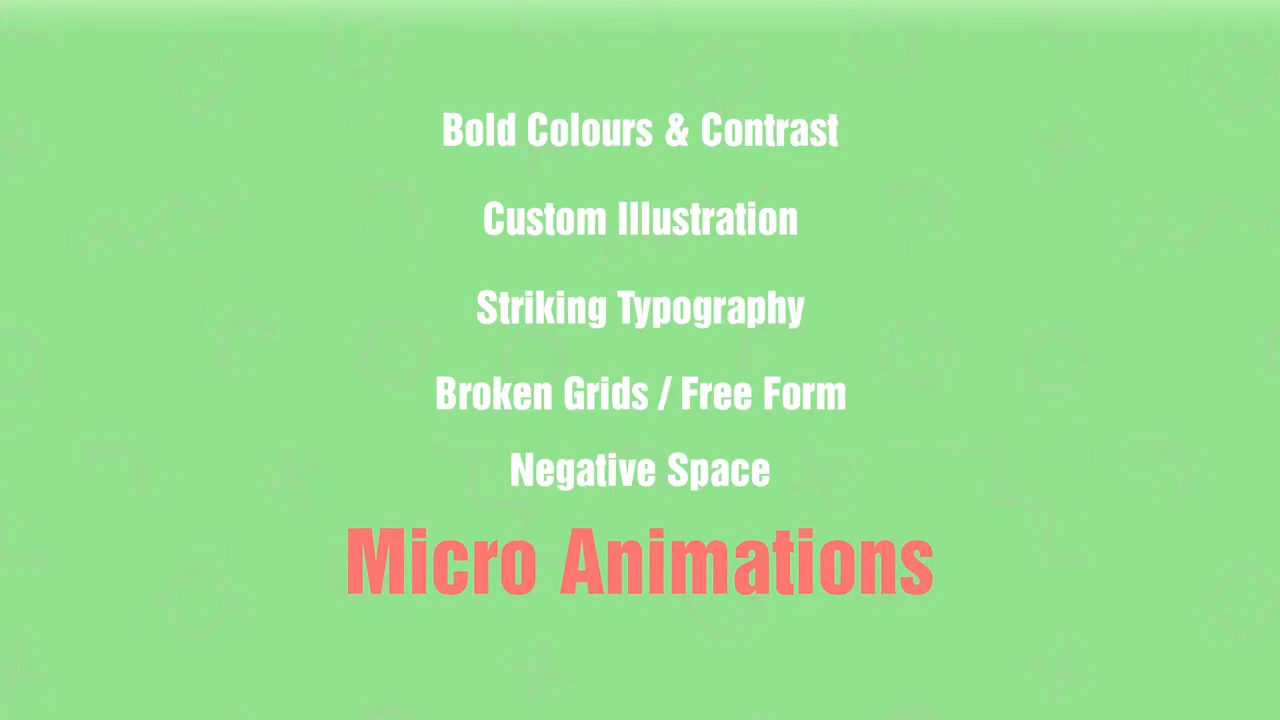 Bold Colours & Contrast
Custom Illustration
Striking Typography
Broken Grids / Free Form
Negative Space
Micro Animations